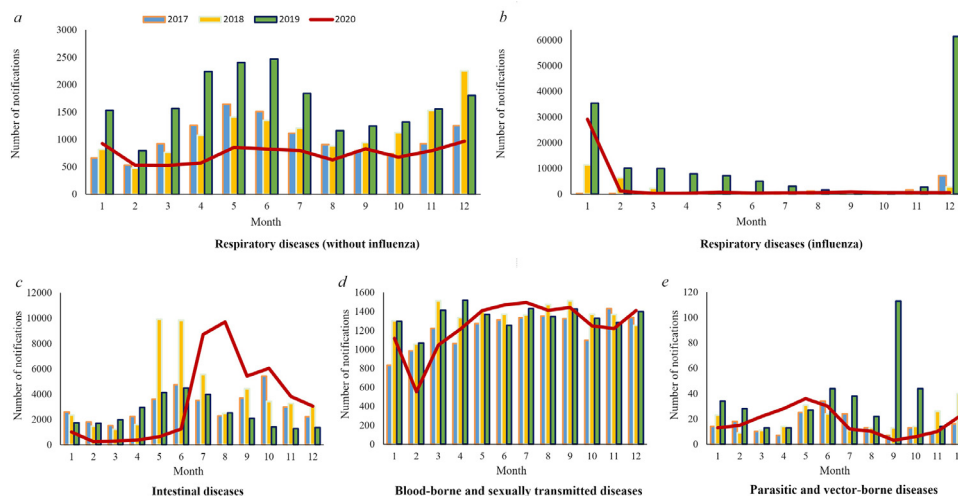 a
2017 2018 2019 2020
3000
2500
2000
1500
1000
500
0
Number of notifications
1 2 3 4 5 6 7 8 9 10 11 12
Month
Respiratory diseases (without influenza)
b
60000
50000
40000
30000
20000
10000
0
Number of notifications
1 2 3 4 5 6 7 8 9 10 11 12
Month
Respiratory diseases (influenza)
c
12000
10000
8000
6000
4000
2000
0
Number of notifications
1 2 3 4 5 6 7 8 9 10 11 12
Month
Intestinal diseases
d
1600
1400
1200
1000
800
600
400
200
0
Number of notifications
1 2 3 4 5 6 7 8 9 10 11 12
Month
Blood-borne and sexually transmitted diseases
e
120
100
80
60
40
20
0
Number of notifications
1 2 3 4 5 6 7 8 9 10 11
Month
Parasitic and vector-borne diseases